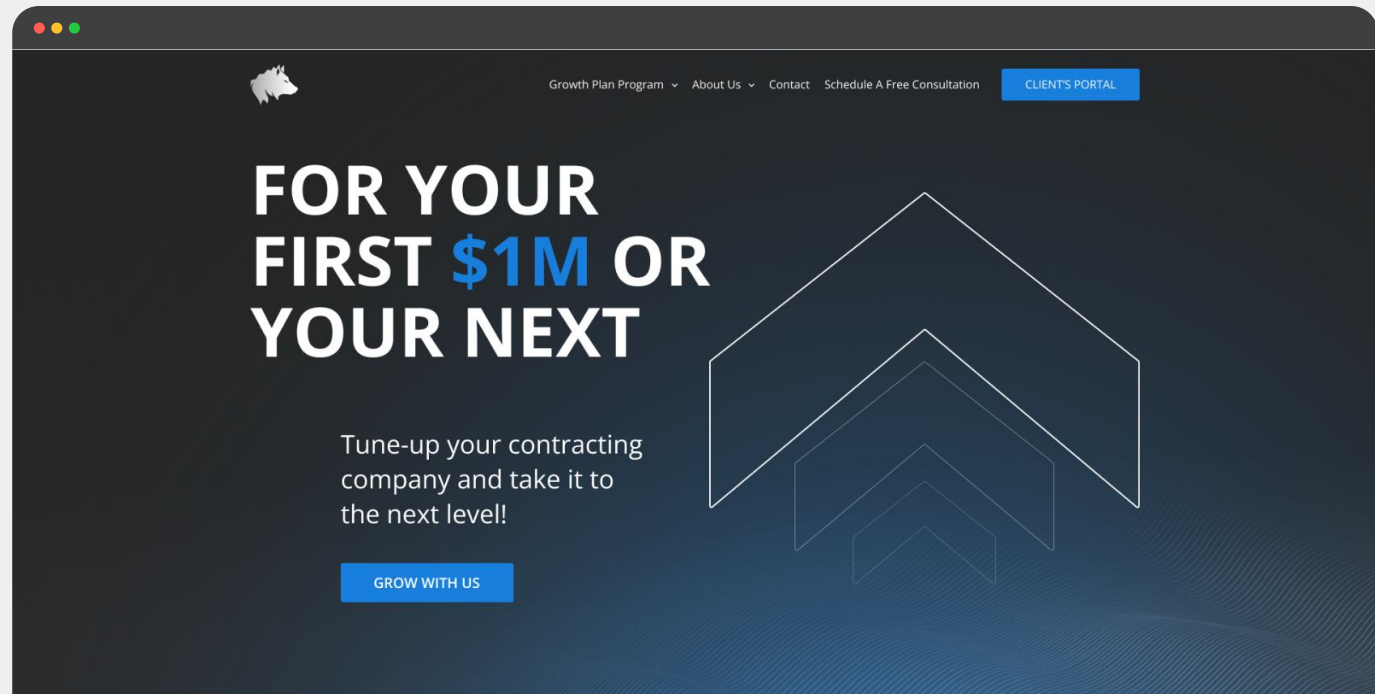 Growth Plan Program About Us Contact Schedule A Free Consultation CLIENT'S PORTAL
FOR YOUR
FIRST $1M OR
YOUR NEXT
Tune-up your contracting
company and take it to
the next level!
GROW WITH US